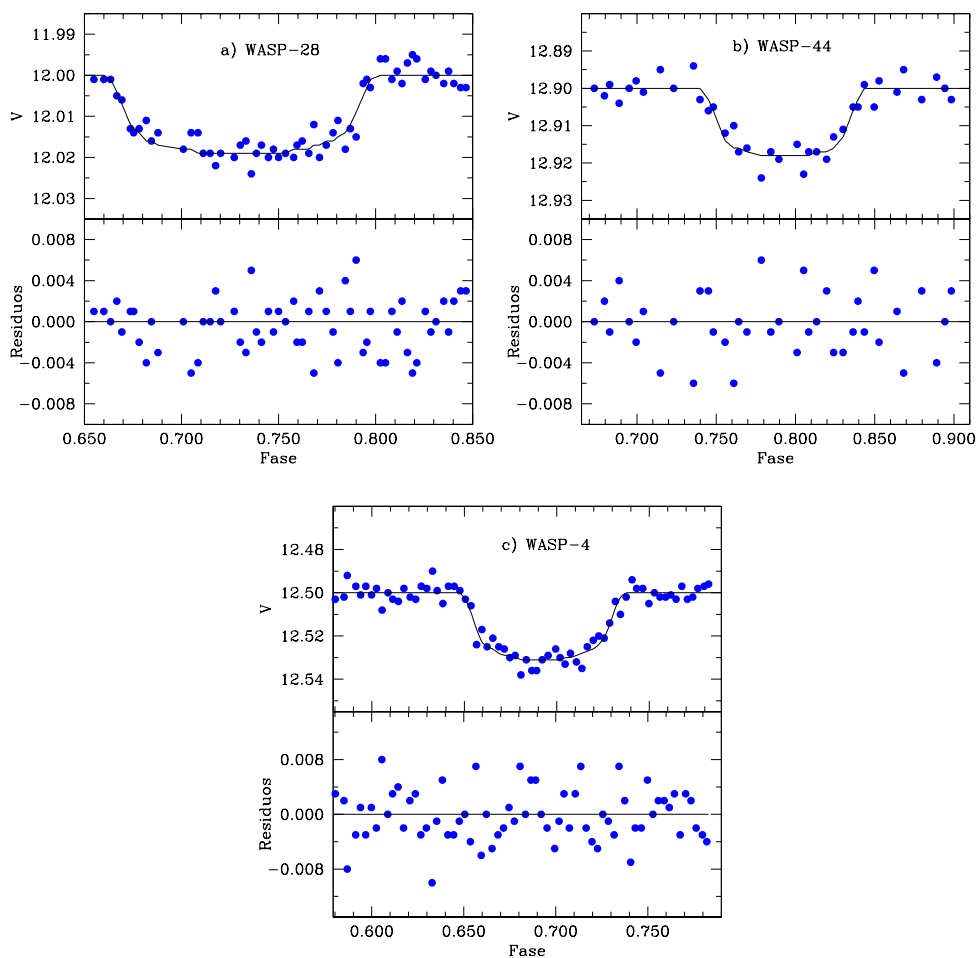 a) WASP-28
V
11.99
12.00
12.01
12.02
12.03
Residuos
0.008
0.004
0.000
-0.004
-0.008
0.650 0.700 0.750 0.800 0.850
Fase
b) WASP-44
V
12.89
12.90
12.91
12.92
12.93
Residuos
0.008
0.004
0.000
-0.004
-0.008
0.700 0.750 0.800 0.850 0.900
Fase
c) WASP-4
V
12.48
12.50
12.52
12.54
Residuos
0.008
0.000
-0.008
0.600 0.650 0.700 0.750
Fase